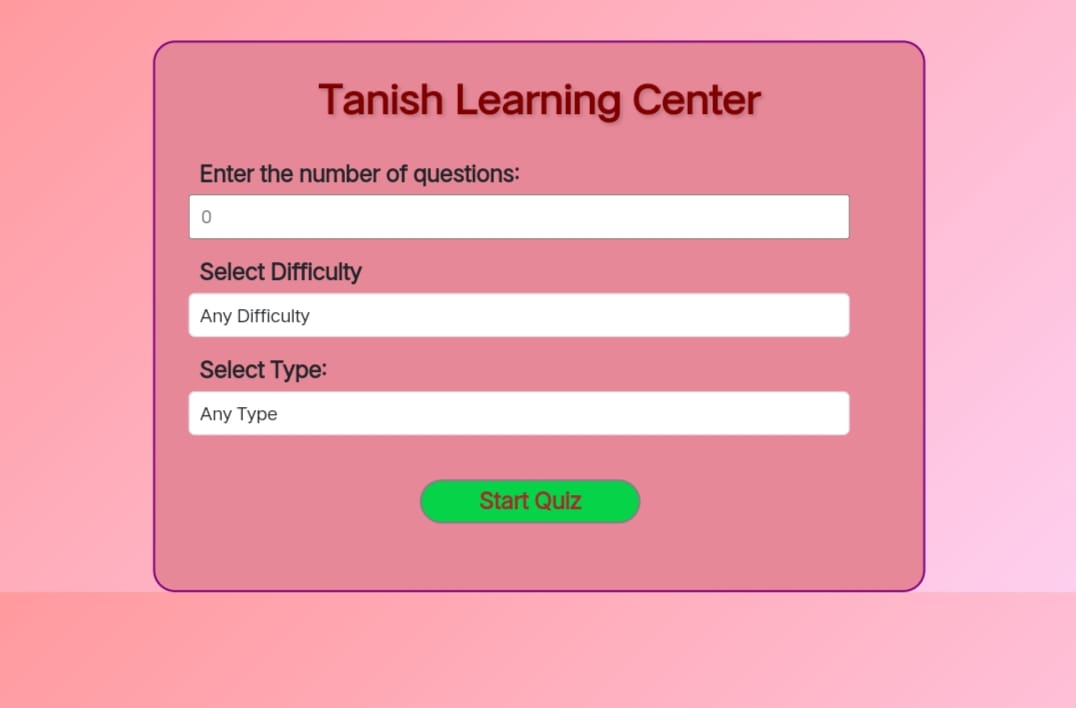 Tanish Learning Center
Enter the number of questions:
0
Select Difficulty
Any Difficulty
Select Type:
Any Type
Start Quiz